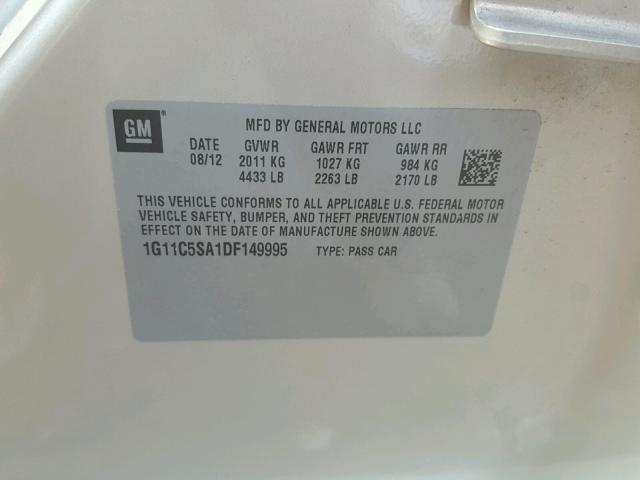 GM
MFD BY GENERAL MOTORS LLC
DATE GVWR GAWR FRT GAWR RR
08/12 2011 KG 1027 KG 984 KG
4433 LB 2263 LB 2170 LB
THIS VEHICLE CONFORMS TO ALL APPLICABLE U.S. FEDERAL MOTOR
VEHICLE SAFETY, BUMPER, AND THEFT PREVENTION STANDARDS IN
EFFECT ON THE DATE OF MANUFACTURE SHOWN ABOVE.
1G11C5SA1DF149995 TYPE: PASS CAR